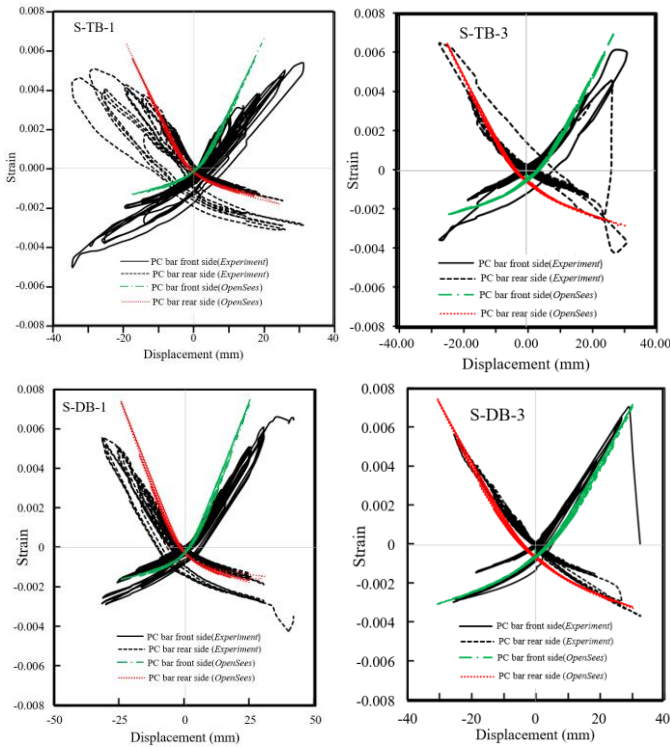 S-TB-1
0.008
0.006
0.004
0.002
0.000
-0.002
-0.004
-0.006
-0.008
Strain
PC bar front side(Experiment)
PC bar rear side (Experiment)
PC bar front side(OpenSees)
PC bar rear side (OpenSees)
-40 -20 0 20 40
Displacement (mm)
S-TB-3
0.008
0.006
0.004
0.002
0
-0.002
-0.004
-0.006
-0.008
Strain
PC bar front side(Experiment)
PC bar rear side (Experiment)
PC bar front side(OpenSees)
PC bar rear side (OpenSees)
-40.00 -20.00 0.00 20.00 40.00
Displacement (mm)
S-DB-1
0.008
0.006
0.004
0.002
0
-0.002
-0.004
-0.006
-0.008
Strain
PC bar front side(Experiment)
PC bar rear side (Experiment)
PC bar front side(OpenSees)
PC bar rear side (OpenSees)
-50 -25 0 25 50
Displacement (mm)
S-DB-3
0.008
0.006
0.004
0.002
0
-0.002
-0.004
-0.006
-0.008
Strain
PC bar front side(Experiment)
PC bar rear side (Experiment)
PC bar front side(OpenSees)
PC bar rear side (OpenSees)
-40 -20 0 20 40
Displacement (mm)